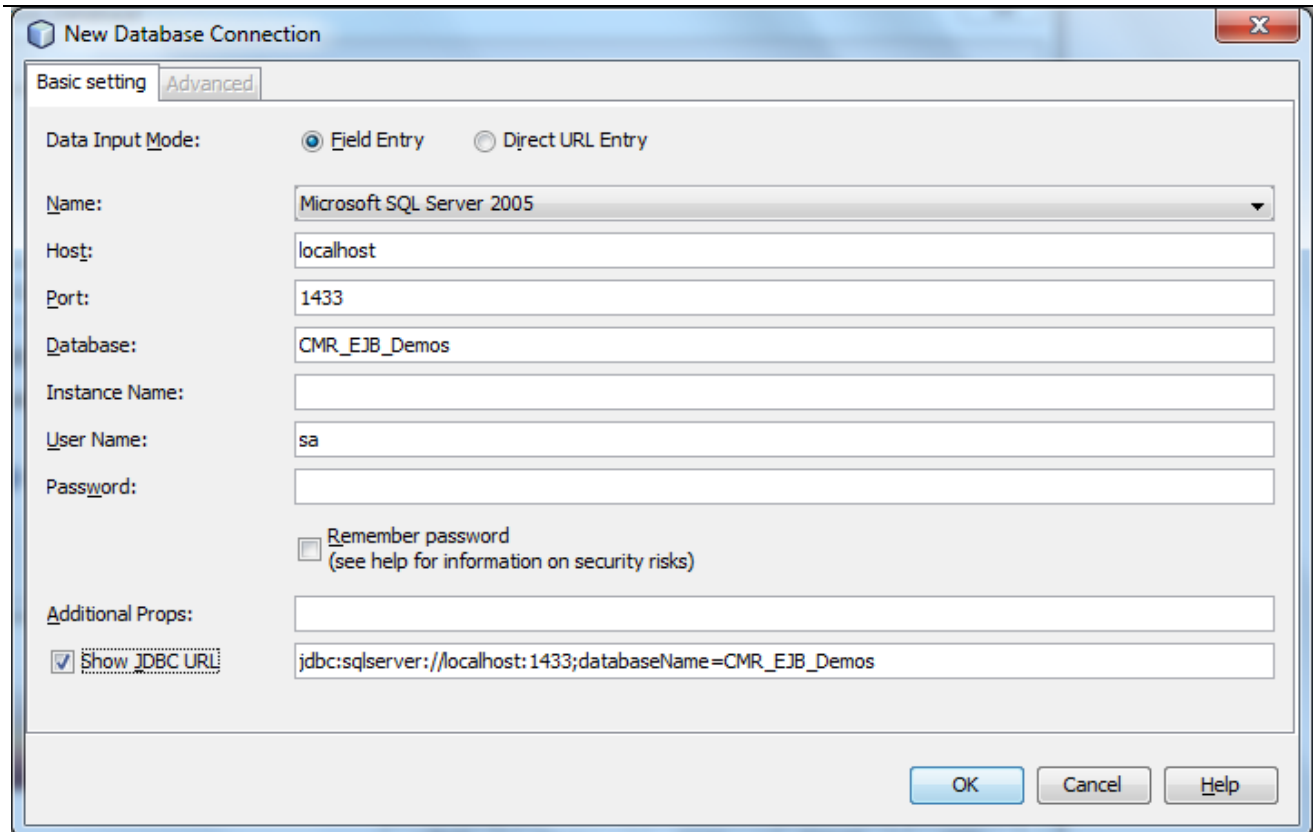 New Database Connection
Basic setting Advanced
Data Input Mode: Field Entry Direct URL Entry
Name: Microsoft SQL Server 2005
Host: localhost
Port: 1433
Database: CMR_EJB_Demos
Instance Name:
User Name: sa
Password:
Remember password
(see help for information on security risks)
Additional Props:
Show JDBC URL jdbc:sqlserver://localhost:1433;databaseName=CMR_EJB_Demos
OK Cancel Help